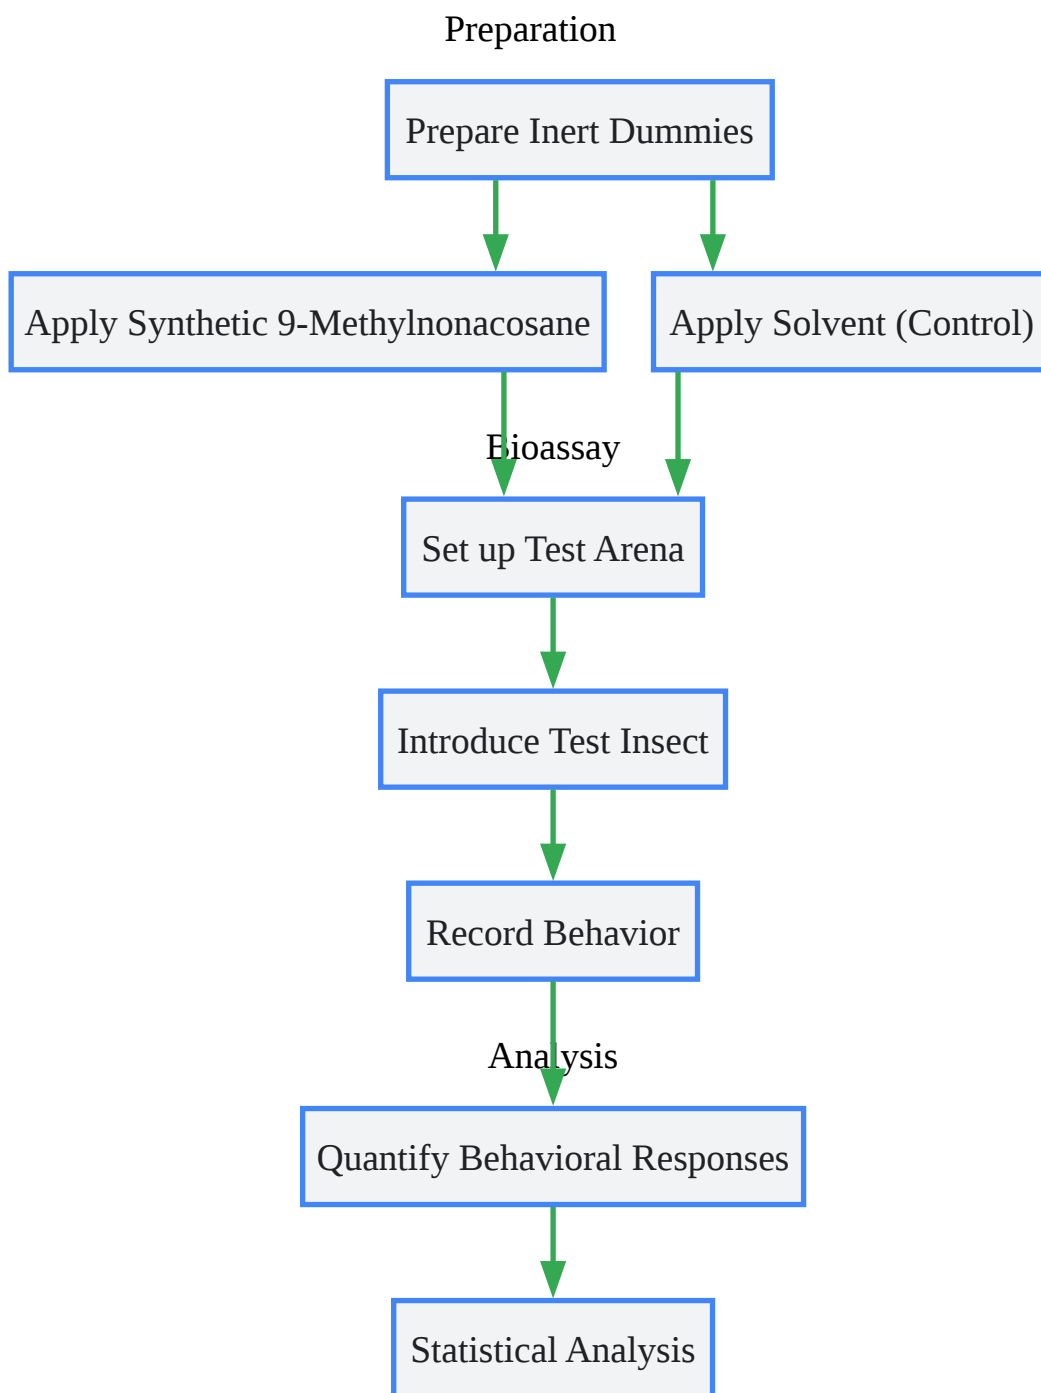 Preparation
Prepare Inert Dummies
Apply Synthetic 9-Methylnonacosane
Apply Solvent (Control)
Bioassay
Set up Test Arena
Introduce Test Insect
Record Behavior
Analysis
Quantify Behavioral Responses
Statistical Analysis